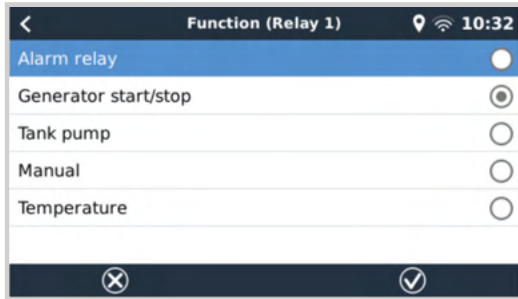 Function (Relay 1) 10:32
Alarm relay
Generator start/stop
Tank pump
Manual
Temperature